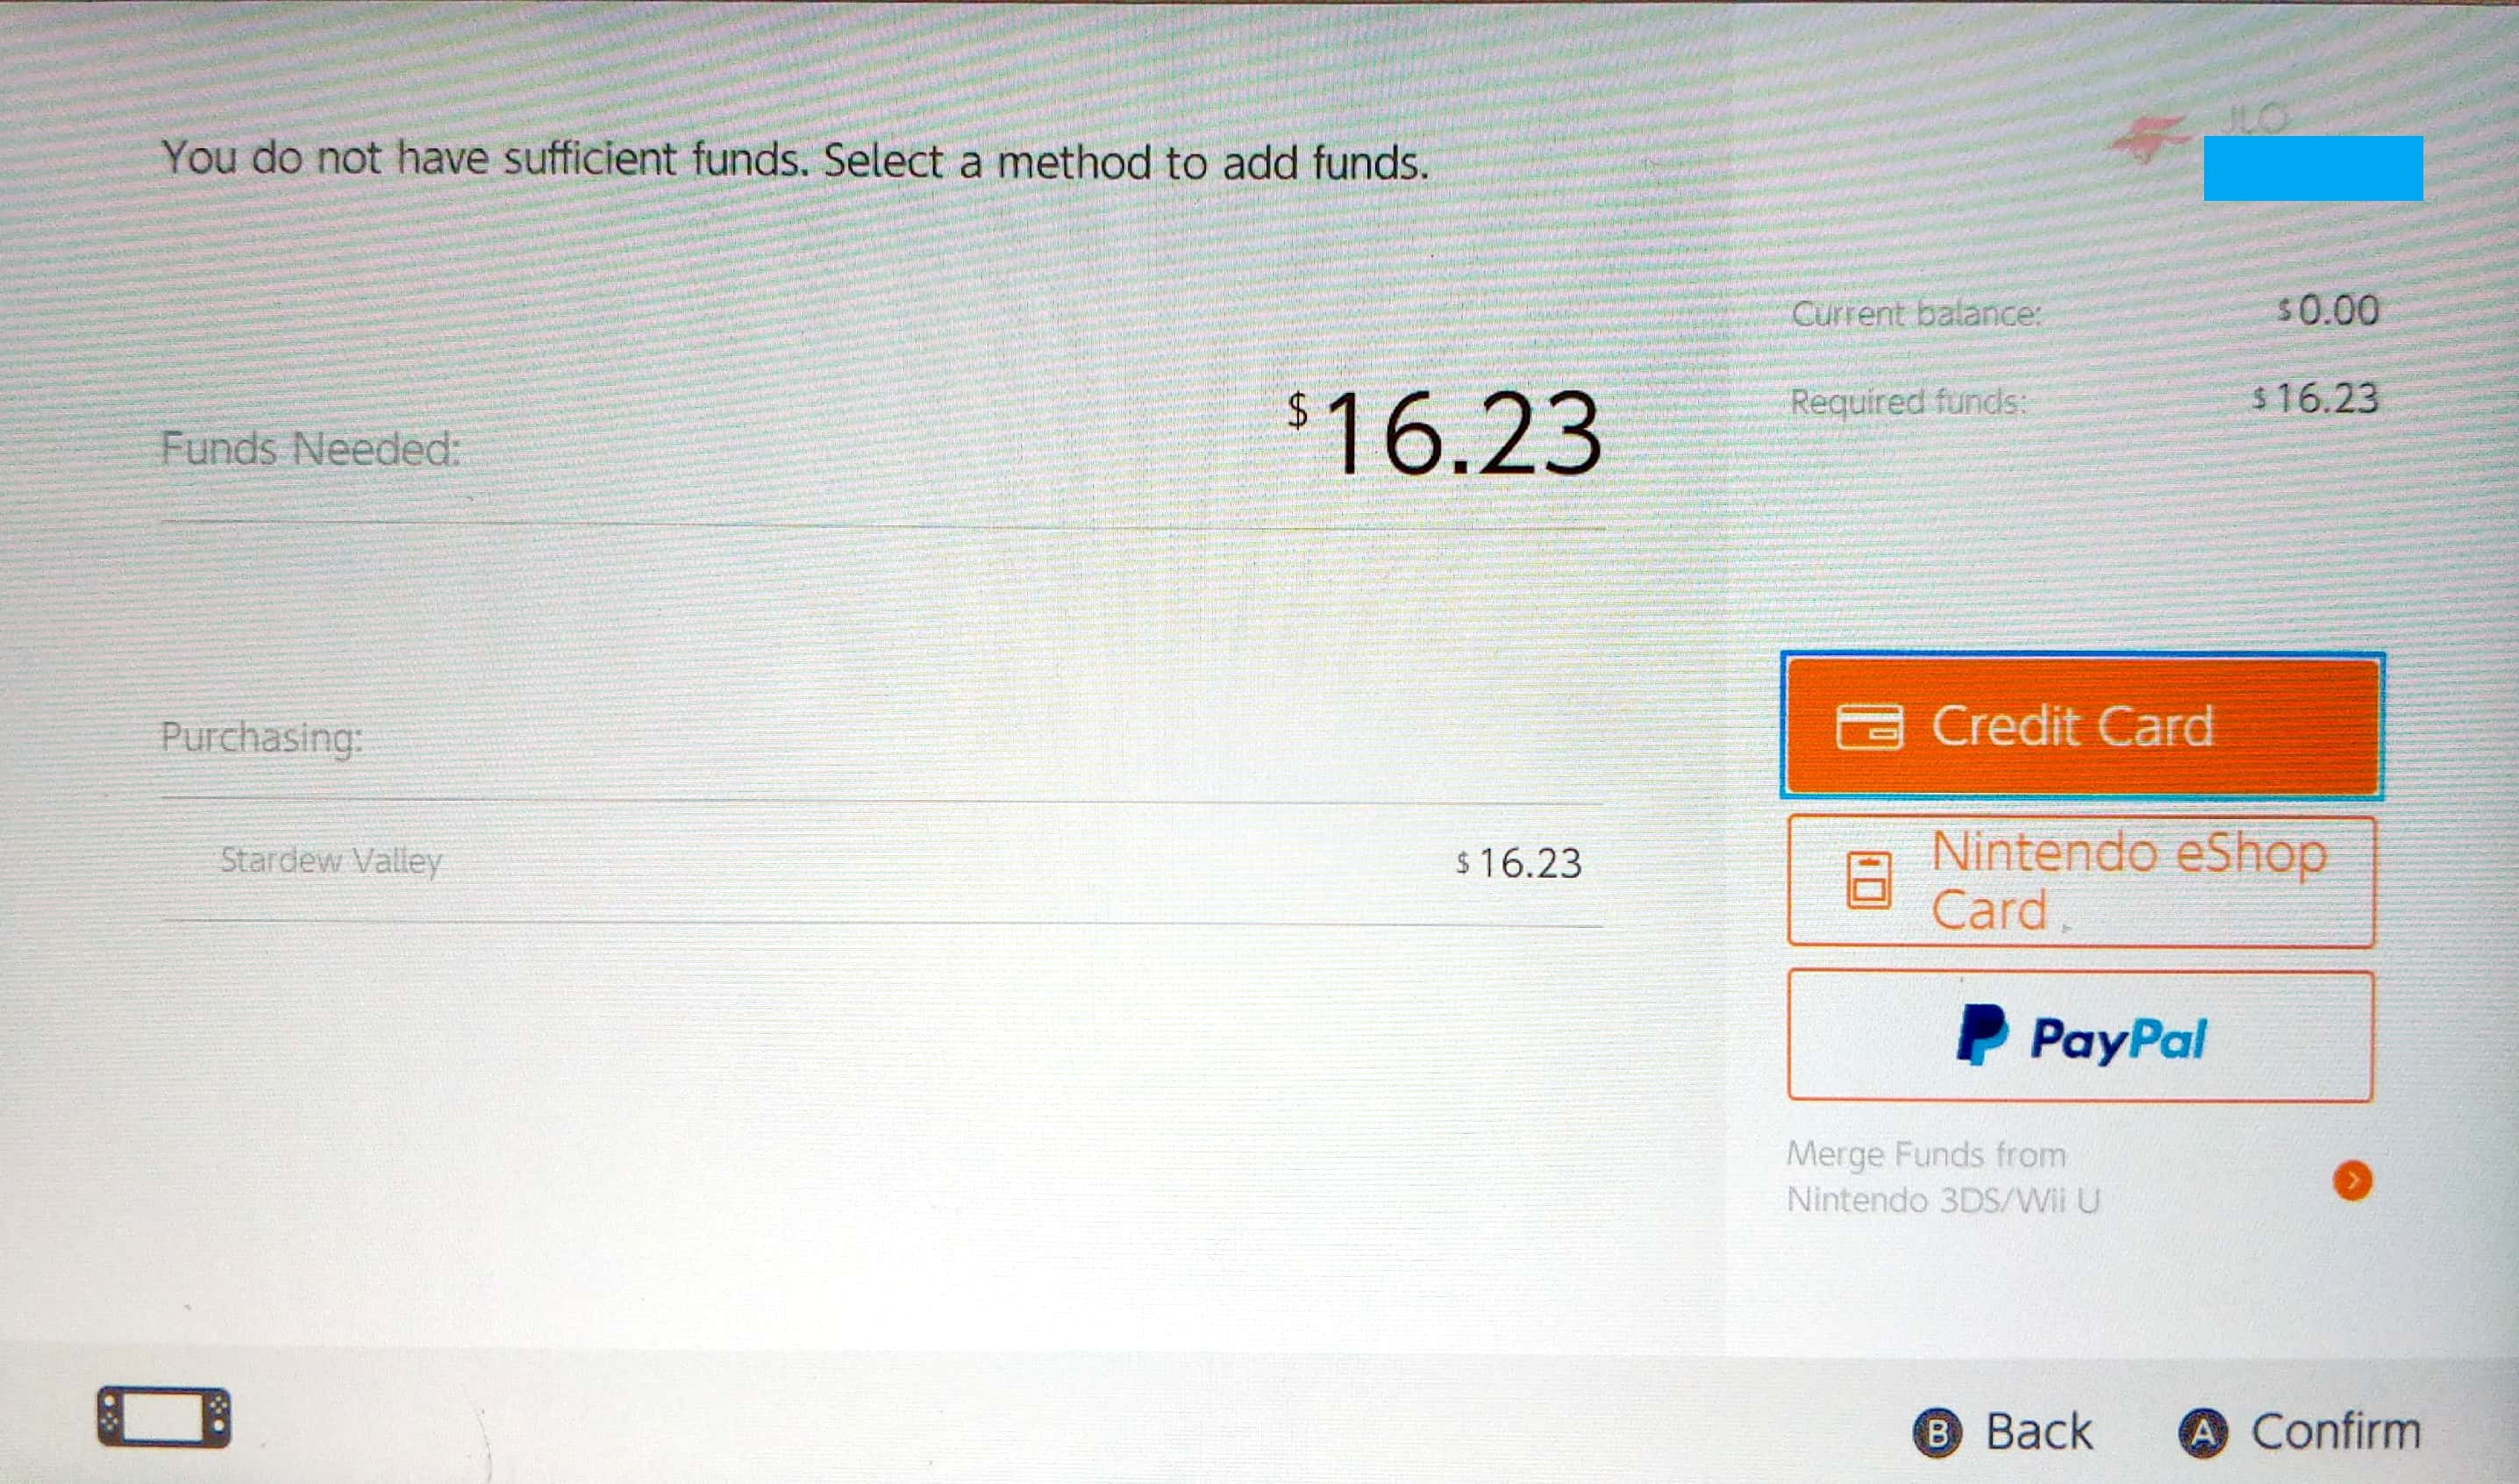 You do not have sufficient funds. Select a method to add funds.
JLO
Current balance: $0.00
Required funds: $16.23
Funds Needed: $16.23
Purchasing:
Stardew Valley $16.23
Credit Card
Nintendo eShop
Card
PayPal
Merge Funds from
Nintendo 3DS/Wii U
B Back A Confirm